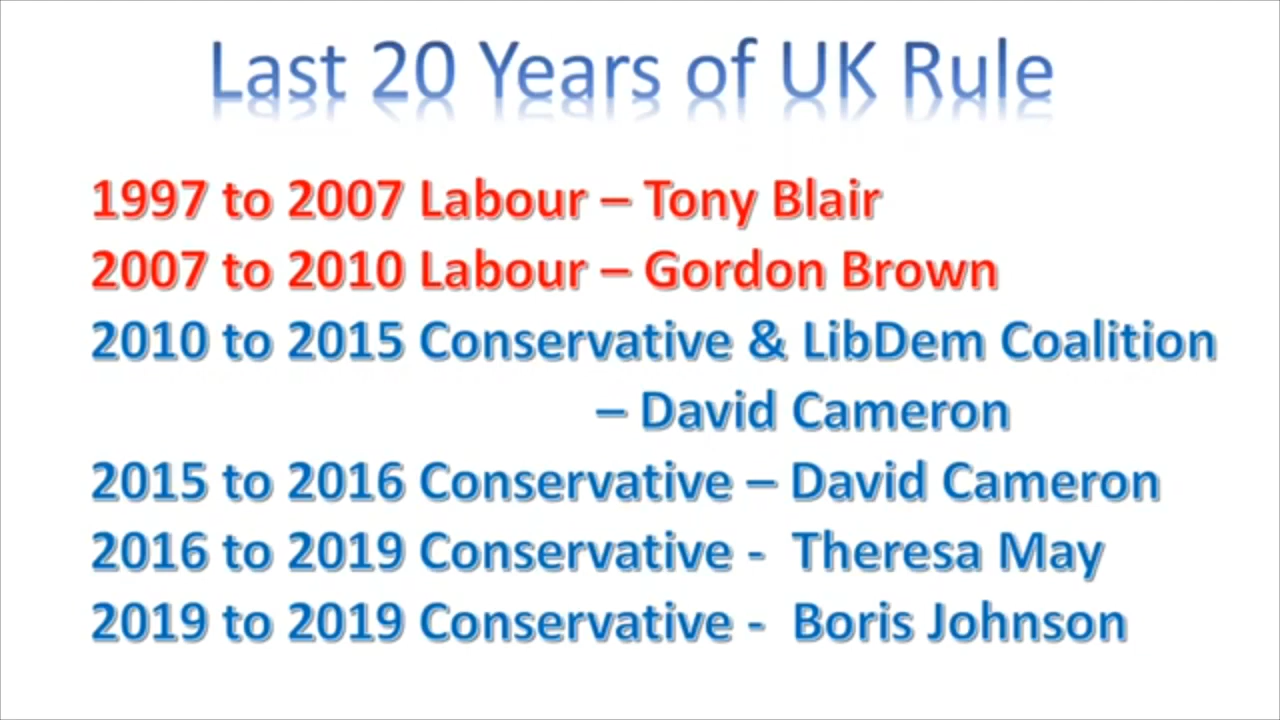 Last 20 Years of UK Rule
1997 to 2007 Labour – Tony Blair
2007 to 2010 Labour – Gordon Brown
2010 to 2015 Conservative & LibDem Coalition
– David Cameron
2015 to 2016 Conservative – David Cameron
2016 to 2019 Conservative - Theresa May
2019 to 2019 Conservative - Boris Johnson